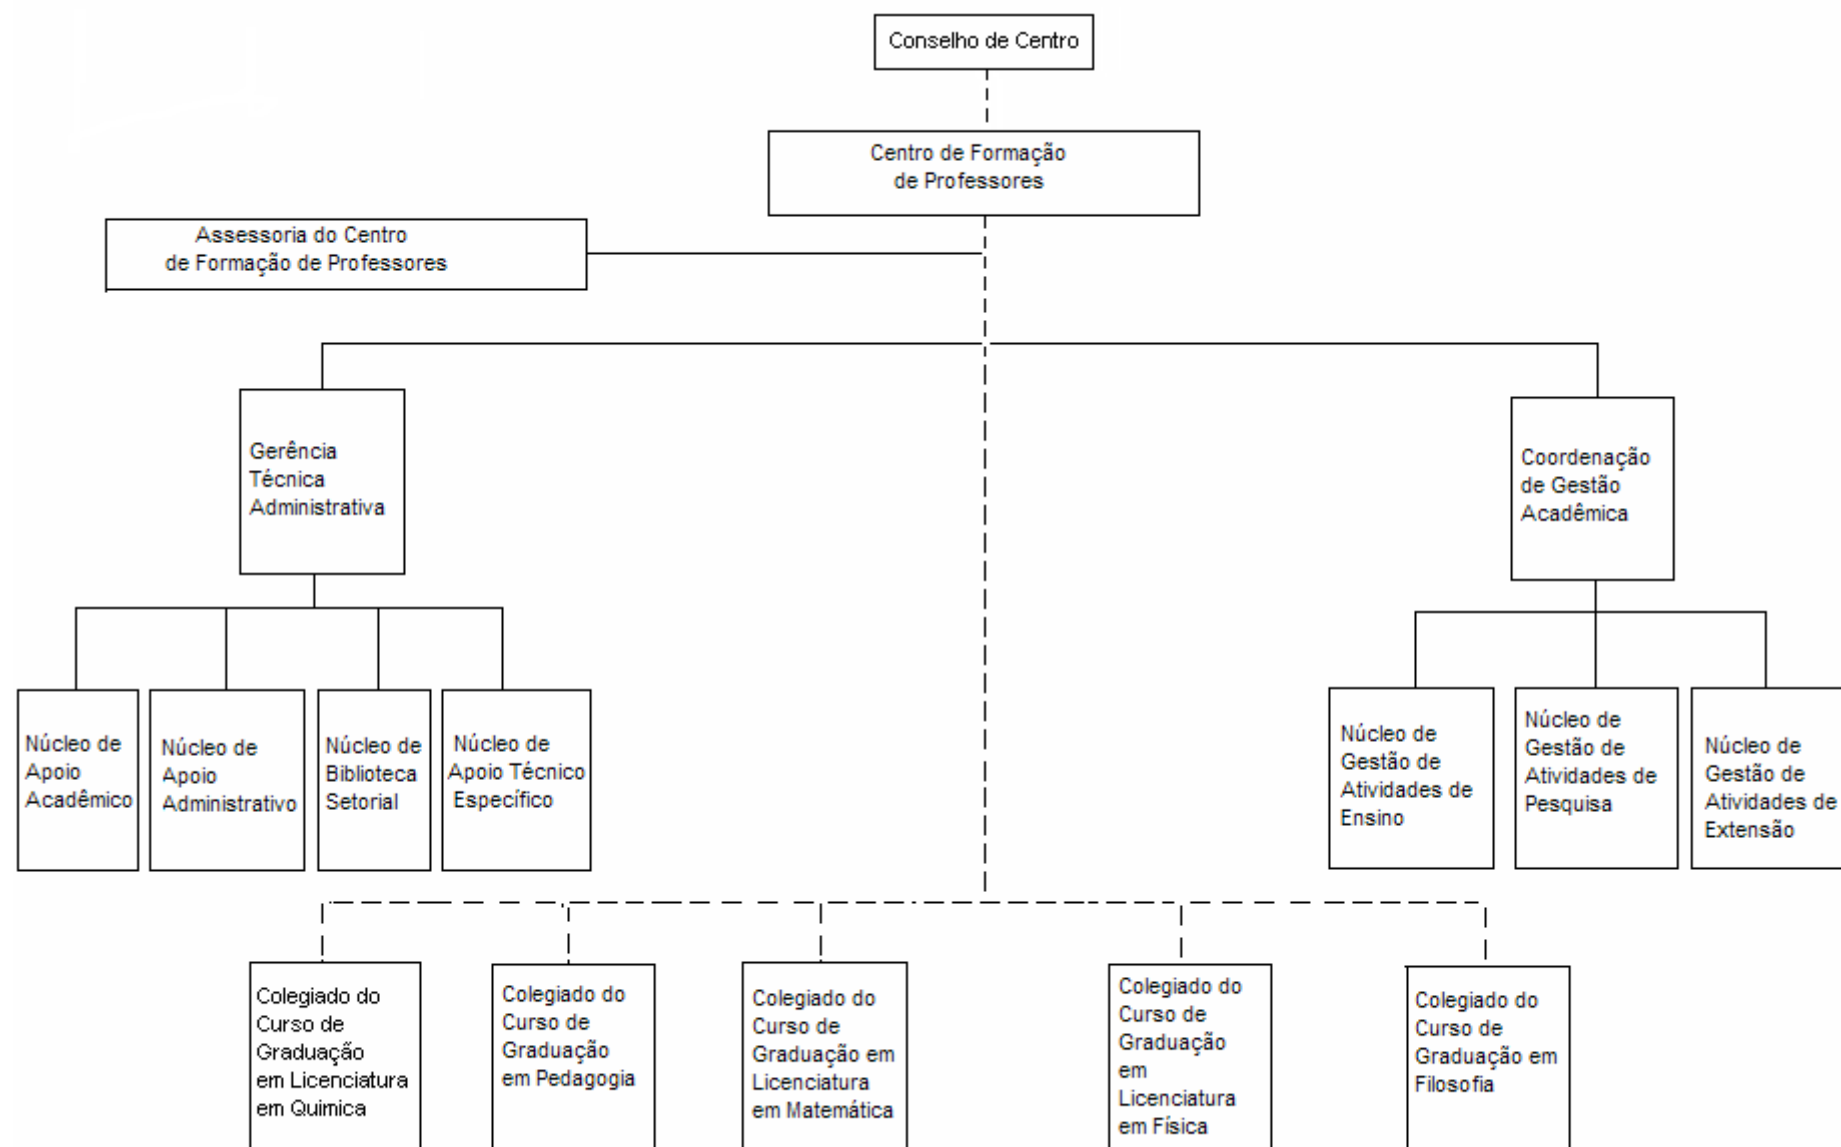 Conselho de Centro
Centro de Formação
de Professores
Assessoria do Centro
de Formação de Professores
Gerência
Técnica
Administrativa
Coordenação
de Gestão
Acadêmica
Núcleo de
Apoio
Acadêmico
Núcleo de
Apoio
Administrativo
Núcleo de
Biblioteca
Setorial
Núcleo de
Apoio Técnico
Específico
Núcleo de
Gestão de
Atividades de
Ensino
Núcleo de
Gestão de
Atividades de
Pesquisa
Núcleo de
Gestão de
Atividades de
Extensão
Colegiado do
Curso de
Graduação
em Licenciatura
em Quimica
Colegiado do
Curso de
Graduação
em Pedagogia
Colegiado do
Curso de
Graduação em
Licenciatura
em Matemática
Colegiado do
Curso de
Graduação
em
Licenciatura
em Física
Colegiado do
Curso de
Graduação em
Filosofia